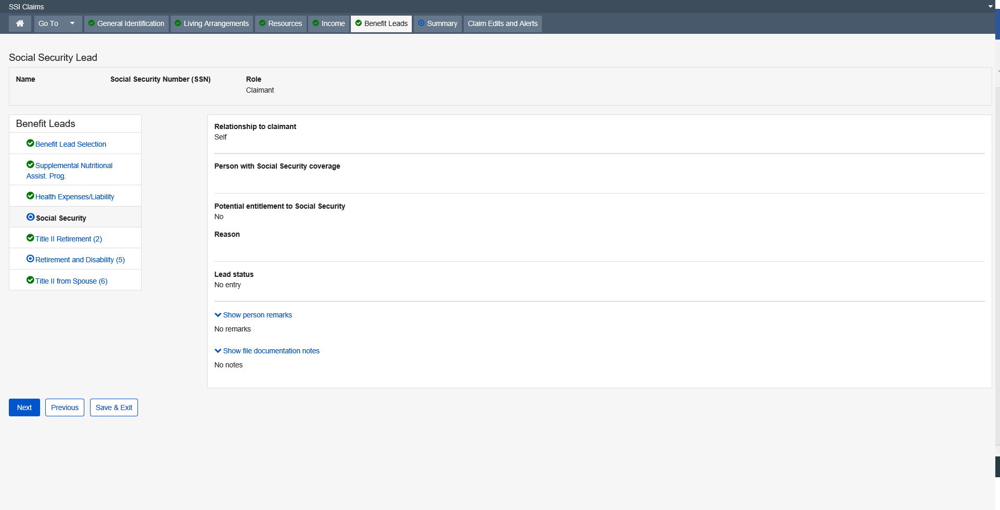 SSI Claims
Go To
General Identification
Living Arrangements
Resources
Income
Benefit Leads
Summary
Claim Edits and Alerts
Social Security Lead
Name
Social Security Number (SSN)
Role
Claimant
Benefit Leads
Benefit Lead Selection
Supplemental Nutritional
Assist. Prog.
Health Expenses/Liability
Social Security
Title II Retirement (2)
Retirement and Disability (5)
Title II from Spouse (6)
Relationship to claimant
Self
Person with Social Security coverage
Potential entitlement to Social Security
No
Reason
Lead status
No entry
Show person remarks
No remarks
Show file documentation notes
No notes
Next
Previous
Save & Exit